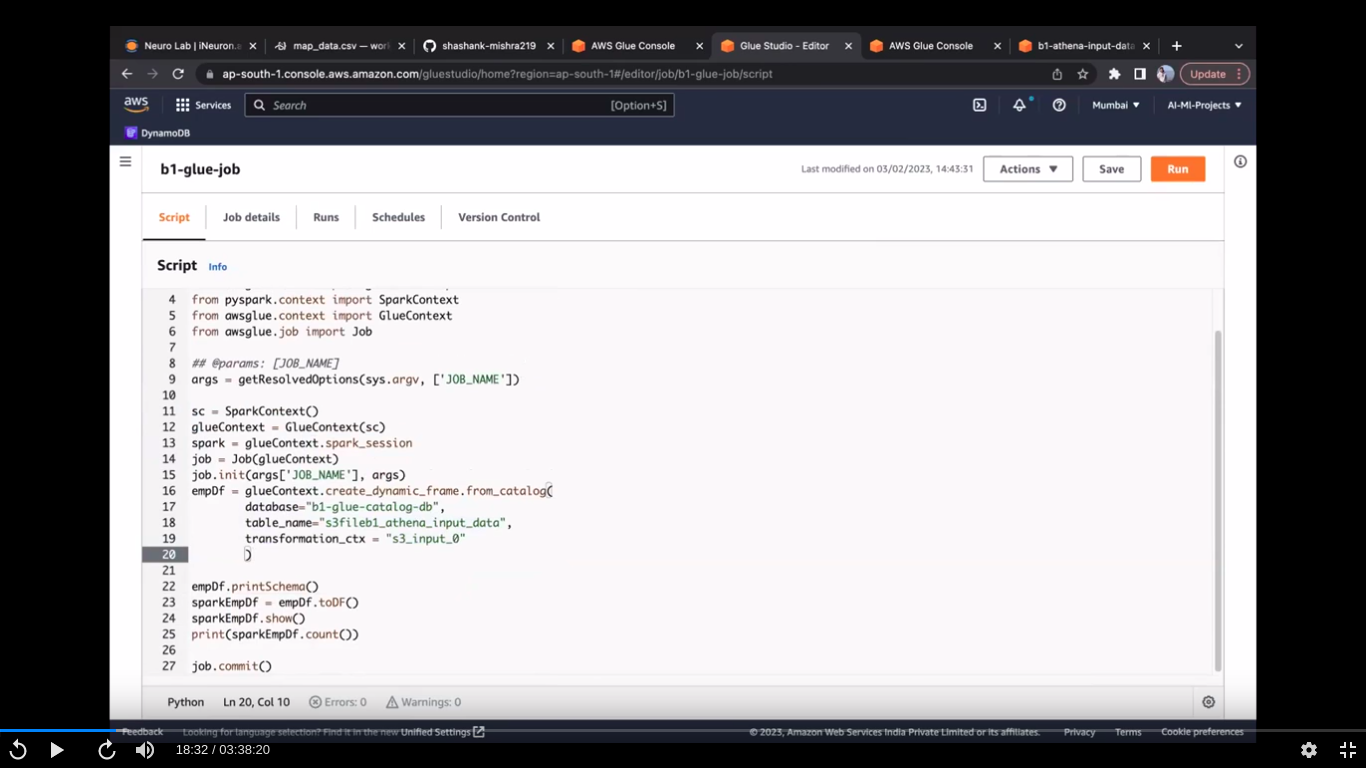 Neuro Lab | iNeuron.a
map_data.csv — wor
shashank-mishra219
AWS Glue Console
Glue Studio - Editor
AWS Glue Console
b1-athena-input-data
ap-south-1.console.aws.amazon.com/gluestudio/home?region=ap-south-1#/editor/job/b1-glue-job/script
Update
aws
Services
Search
[Option+S]
Mumbai ▼
AI-Ml-Projects ▼
DynamoDB
b1-glue-job
Last modified on 03/02/2023, 14:43:31
Actions ▼
Save
Run
Script
Job details
Runs
Schedules
Version Control
Script Info
4 from pyspark.context import SparkContext
5 from awsglue.context import GlueContext
6 from awsglue.job import Job
7
8 ## @params: [JOB_NAME]
9 args = getResolvedOptions(sys.argv, ['JOB_NAME'])
10
11 sc = SparkContext()
12 glueContext = GlueContext(sc)
13 spark = glueContext.spark_session
14 job = Job(glueContext)
15 job.init(args['JOB_NAME'], args)
16 empDf = glueContext.create_dynamic_frame.from_catalog(
17 database="b1-glue-catalog-db",
18 table_name="s3fileb1_athena_input_data",
19 transformation_ctx = "s3_input_0"
20 )
21
22 empDf.printSchema()
23 sparkEmpDf = empDf.toDF()
24 sparkEmpDf.show()
25 print(sparkEmpDf.count())
26
27 job.commit()
Python Ln 20, Col 10 Errors: 0 Warnings: 0
Feedback Looking for language selection? Find it in the new Unified Settings © 2023, Amazon Web Services India Private Limited or its affiliates. Privacy Terms Cookie preferences
18:32 / 03:38:20